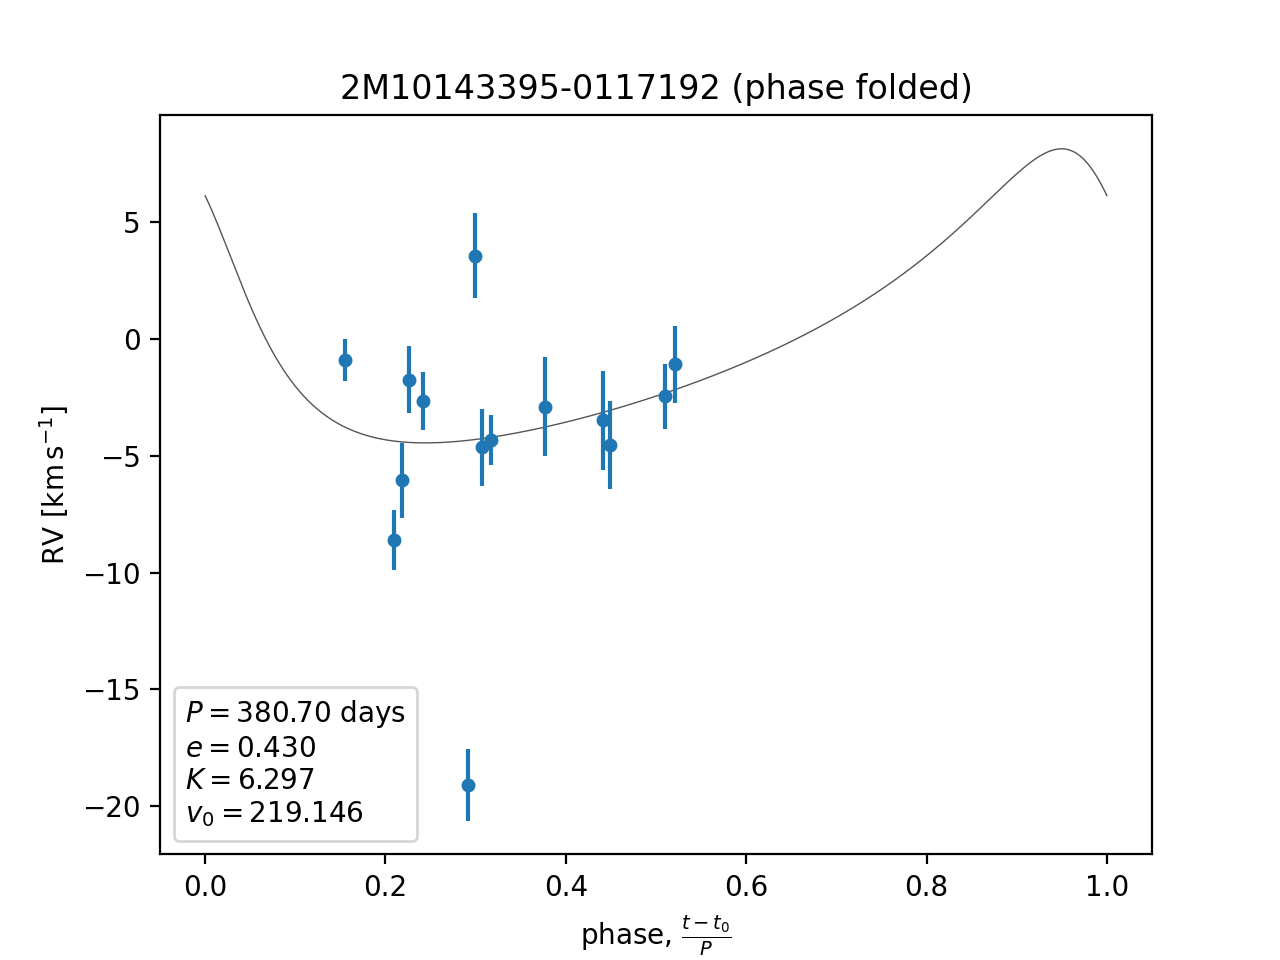 2M10143395-0117192 (phase folded)
RV [km s⁻¹]
5
0
−5
−10
−15
−20
P = 380.70 days
e = 0.430
K = 6.297
v₀ = 219.146
0.0 0.2 0.4 0.6 0.8 1.0
phase, (t − t₀)/P